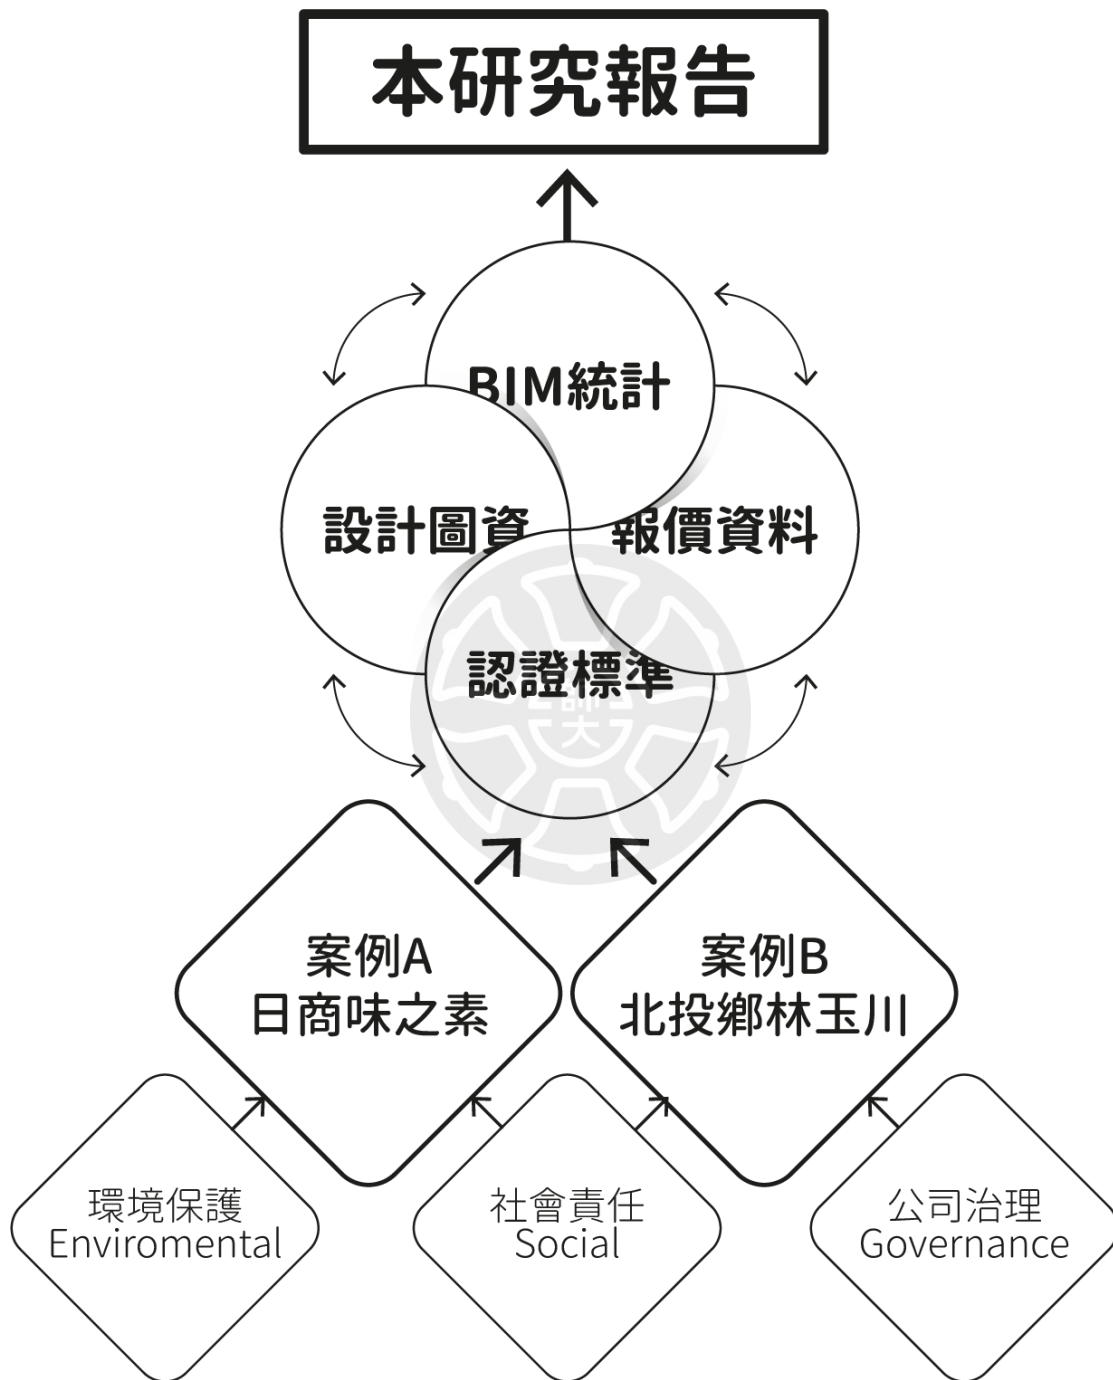 本研究報告
BIM統計
設計圖資
報價資料
認證標準
師大
案例A
日商味之素
案例B
北投鄉林玉川
環境保護
Enviromental
社會責任
Social
公司治理
Governance